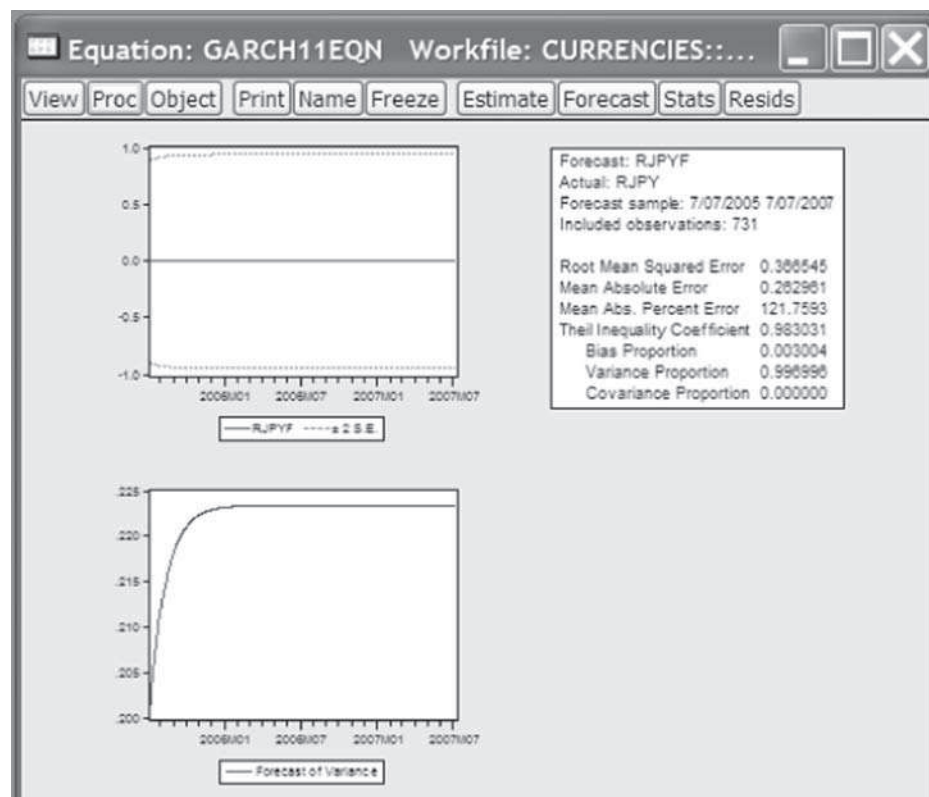 Equation: GARCH11EQN Workfile: CURRENCIES::...
View Proc Object Print Name Freeze Estimate Forecast Stats Resids
1.0
0.5
0.0
-0.5
-1.0
2006M01 2006M07 2007M01 2007M07
RJPYF ± 2 S.E.
Forecast: RJPYF
Actual: RJPY
Forecast sample: 7/07/2005 7/07/2007
Included observations: 731
Root Mean Squared Error 0.366545
Mean Absolute Error 0.262961
Mean Abs. Percent Error 121.7593
Theil Inequality Coefficient 0.983031
Bias Proportion 0.003004
Variance Proportion 0.996996
Covariance Proportion 0.000000
.225
.220
.215
.210
.205
.200
2006M01 2006M07 2007M01 2007M07
Forecast of Variance